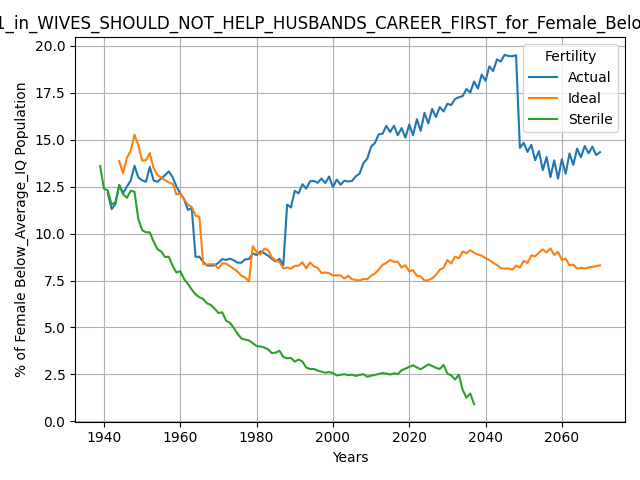 1_in_WIVES_SHOULD_NOT_HELP_HUSBANDS_CAREER_FIRST_for_Female_Belo
20.0
17.5
15.0
12.5
10.0
7.5
5.0
2.5
0.0
% of Female Below_Average_IQ Population
Fertility
Actual
Ideal
Sterile
1940
1960
1980
2000
2020
2040
2060
Years